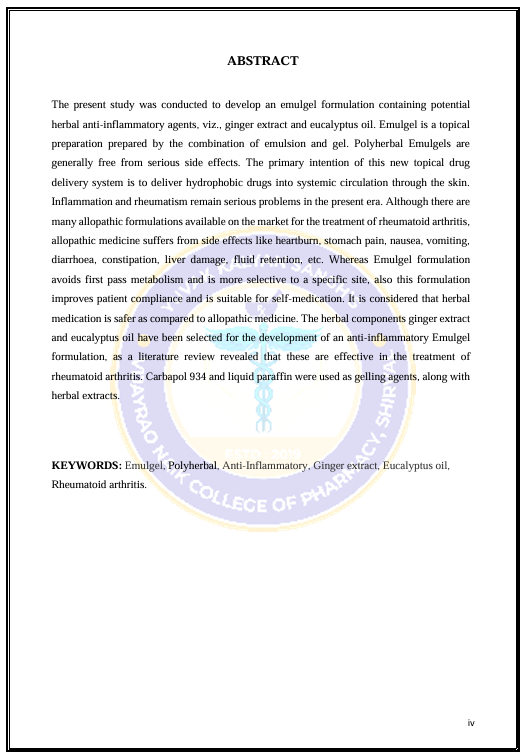 ABSTRACT
The present study was conducted to develop an emulgel formulation containing potential
herbal anti-inflammatory agents, viz., ginger extract and eucalyptus oil. Emulgel is a topical
preparation prepared by the combination of emulsion and gel. Polyherbal Emulgels are
generally free from serious side effects. The primary intention of this new topical drug
delivery system is to deliver hydrophobic drugs into systemic circulation through the skin.
Inflammation and rheumatism remain serious problems in the present era. Although there are
many allopathic formulations available on the market for the treatment of rheumatoid arthritis,
allopathic medicine suffers from side effects like heartburn, stomach pain, nausea, vomiting,
diarrhoea, constipation, liver damage, fluid retention, etc. Whereas Emulgel formulation
avoids first pass metabolism and is more selective to a specific site, also this formulation
improves patient compliance and is suitable for self-medication. It is considered that herbal
medication is safer as compared to allopathic medicine. The herbal components ginger extract
and eucalyptus oil have been selected for the development of an anti-inflammatory Emulgel
formulation, as a literature review revealed that these are effective in the treatment of
rheumatoid arthritis. Carbapol 934 and liquid paraffin were used as gelling agents, along with
herbal extracts.
KEYWORDS: Emulgel, Polyherbal, Anti-Inflammatory, Ginger extract, Eucalyptus oil,
Rheumatoid arthritis.
COLLEGE OF PHARMACY,
iv